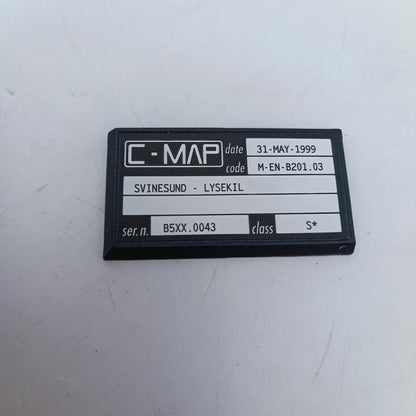 C-MAP date 31-MAY-1999
code M-EN-B201.03
SVINESUND - LYSEKIL
ser.n. B5XX.0043 class S*